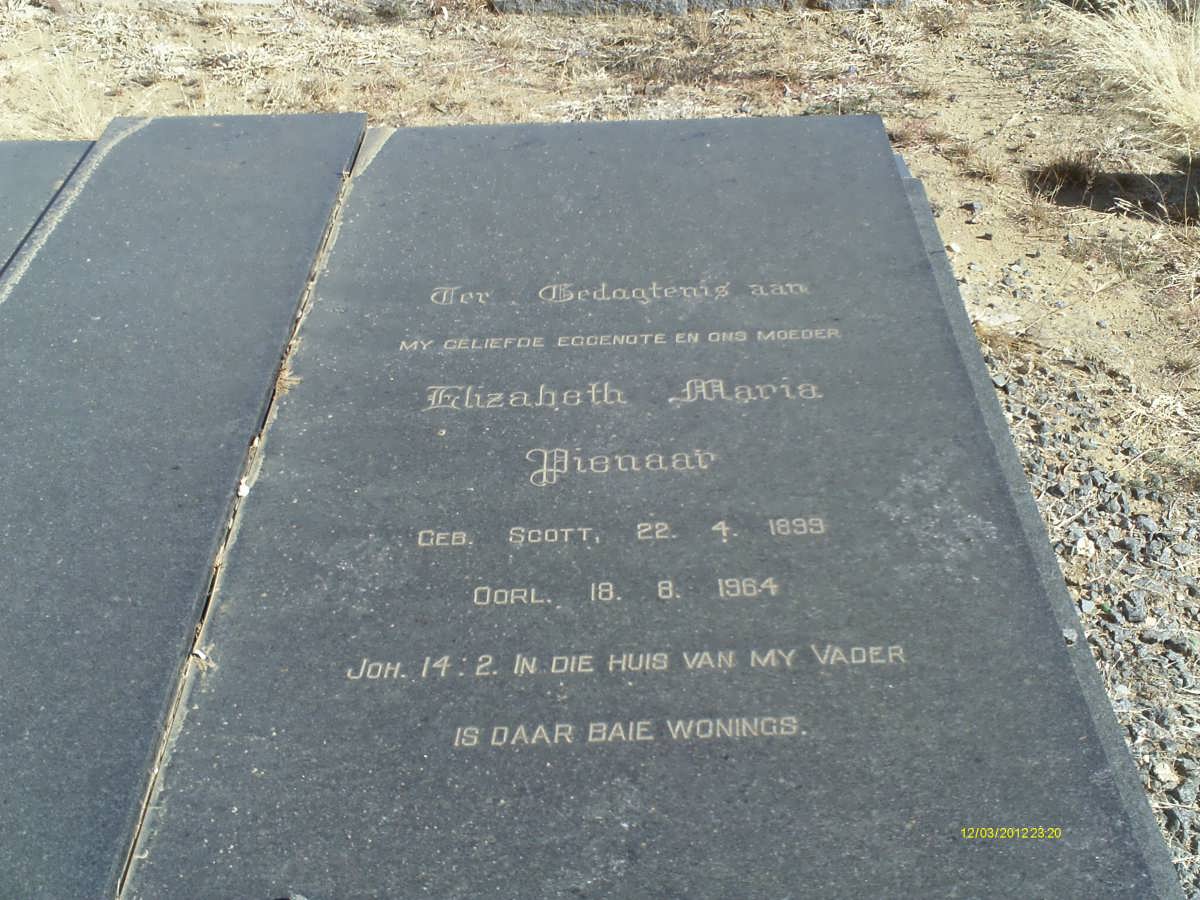 Ter Gedagtenis aan
MY GELIEFDE EGGENOTE EN ONS MOEDER
Elizabeth Maria
Pienaar
GEB. SCOTT, 22. 4. 1899
OORL. 18. 8. 1964
JOH. 14:2. IN DIE HUIS VAN MY VADER
IS DAAR BAIE WONINGS.
12/03/2012 23:20